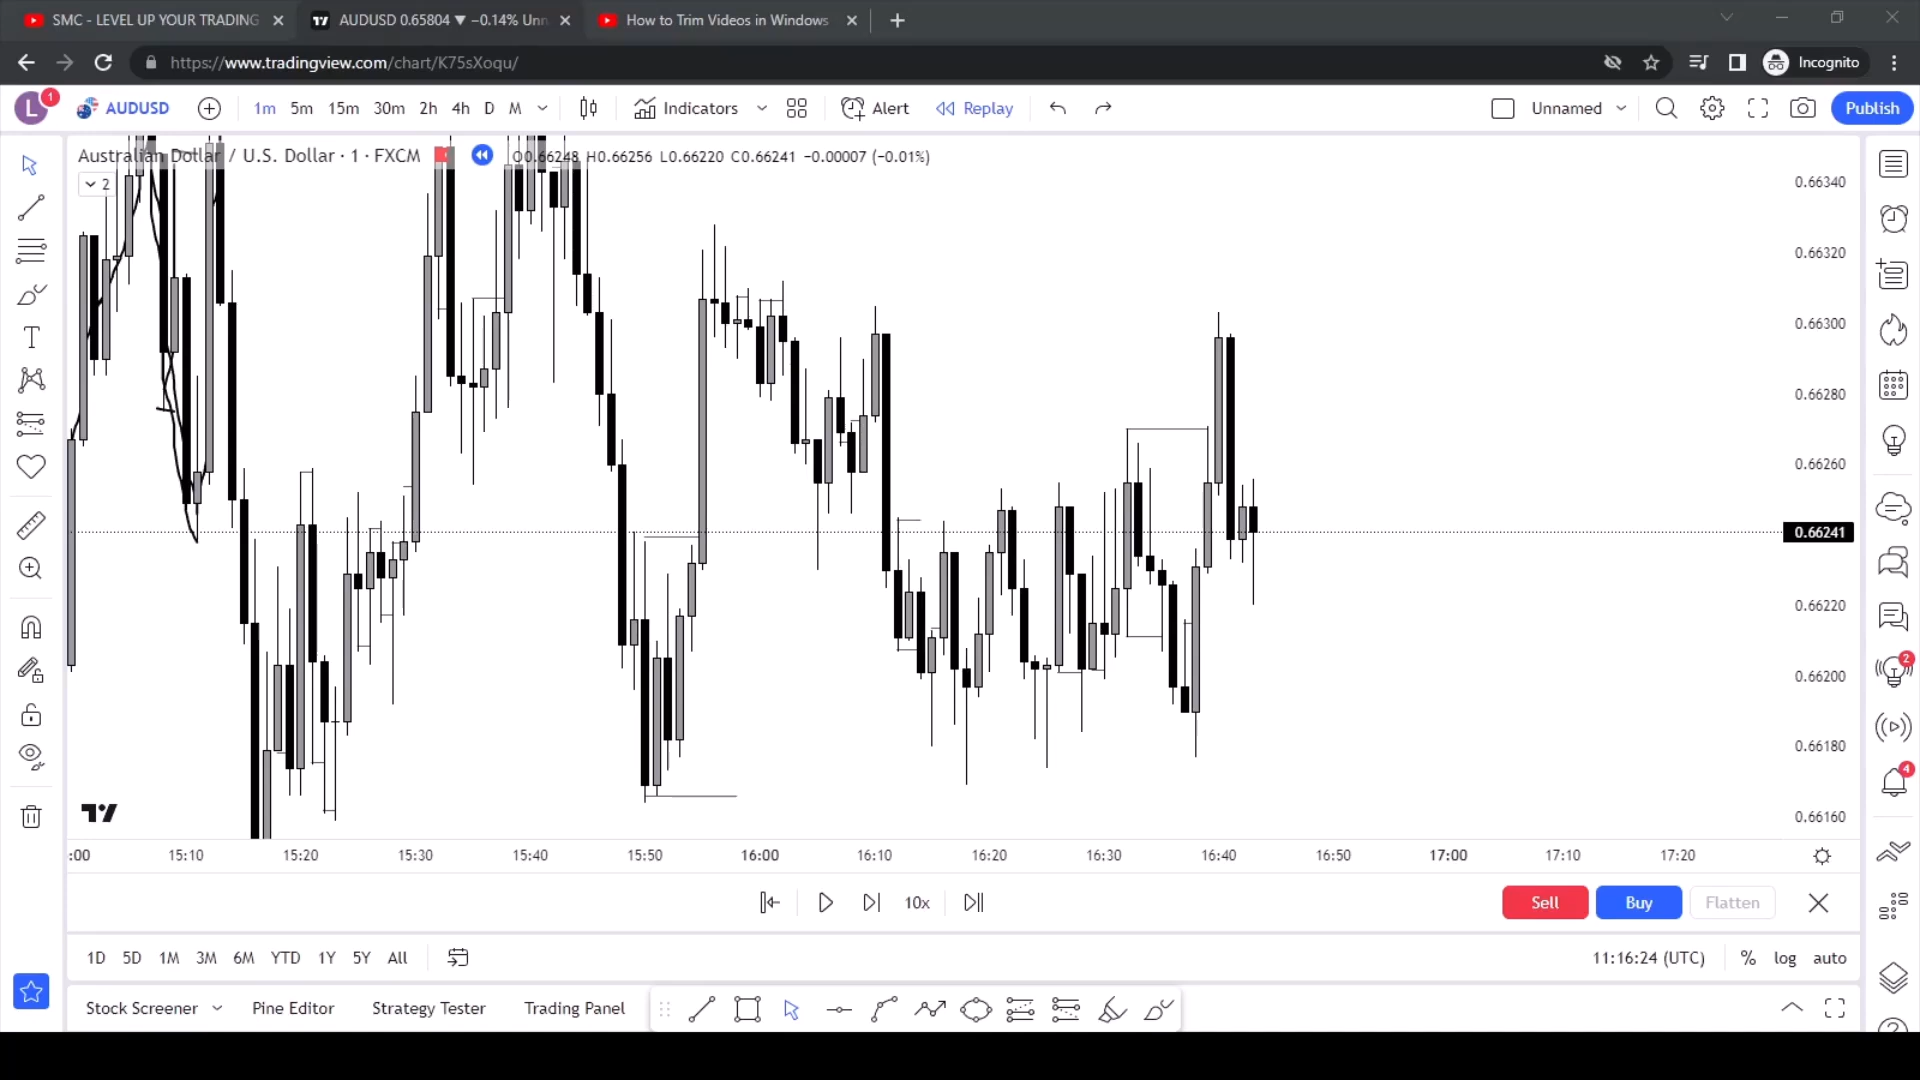 SMC - LEVEL UP YOUR TRADING
AUDUSD 0.65804 ▼ −0.14% Unn
How to Trim Videos in Windows
https://www.tradingview.com/chart/K75sXoqu/
Incognito
L 1
AUDUSD
1m 5m 15m 30m 2h 4h D M
Indicators
Alert
Replay
Unnamed
Publish
Australian Dollar / U.S. Dollar · 1 · FXCM
O0.66248 H0.66256 L0.66220 C0.66241 −0.00007 (−0.01%)
2
0.66340
0.66320
0.66300
0.66280
0.66260
0.66241
0.66220
0.66200
0.66180
0.66160
2
4
:00 15:10 15:20 15:30 15:40 15:50 16:00 16:10 16:20 16:30 16:40 16:50 17:00 17:10 17:20
10x
Sell Buy Flatten
1D 5D 1M 3M 6M YTD 1Y 5Y All
11:16:24 (UTC) % log auto
Stock Screener Pine Editor Strategy Tester Trading Panel